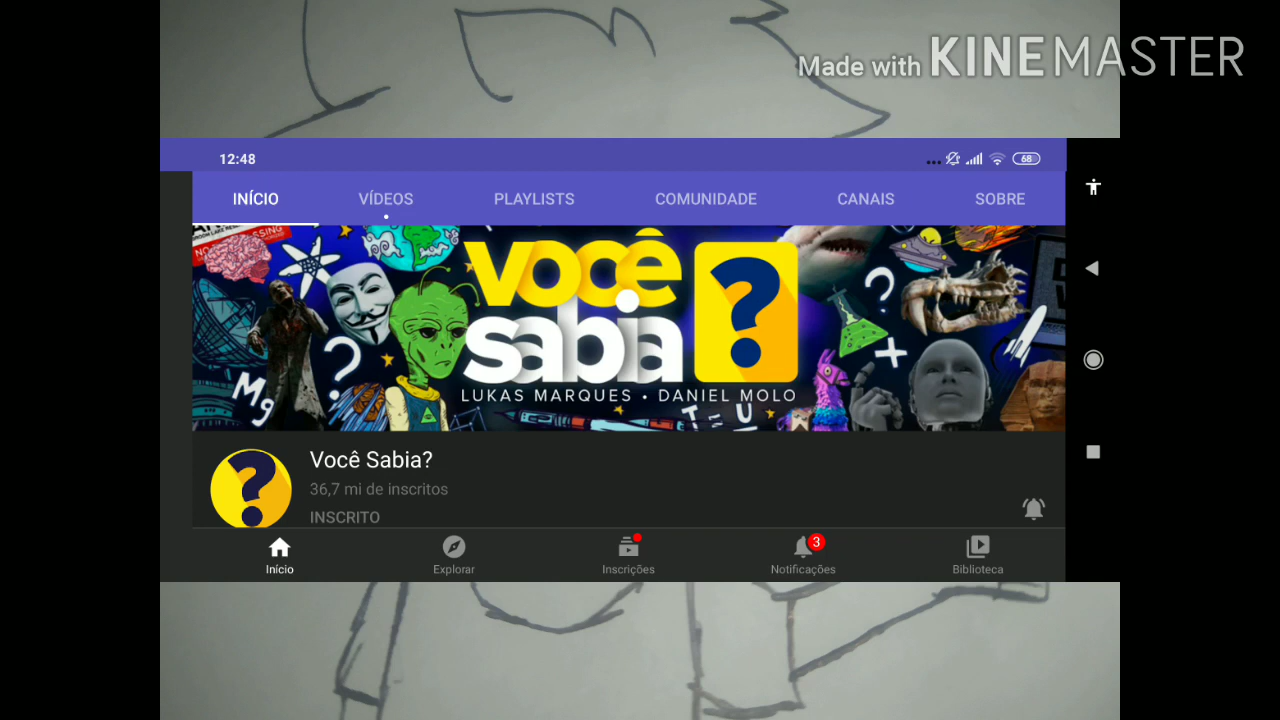 Made with KINEMASTER
12:48
68
INÍCIO VÍDEOS PLAYLISTS COMUNIDADE CANAIS SOBRE
você
sabia
?
LUKAS MARQUES • DANIEL MOLO
?
?
Mg
T=U
?
Você Sabia?
36,7 mi de inscritos
INSCRITO
3
Início Explorar Inscrições Notificações Biblioteca